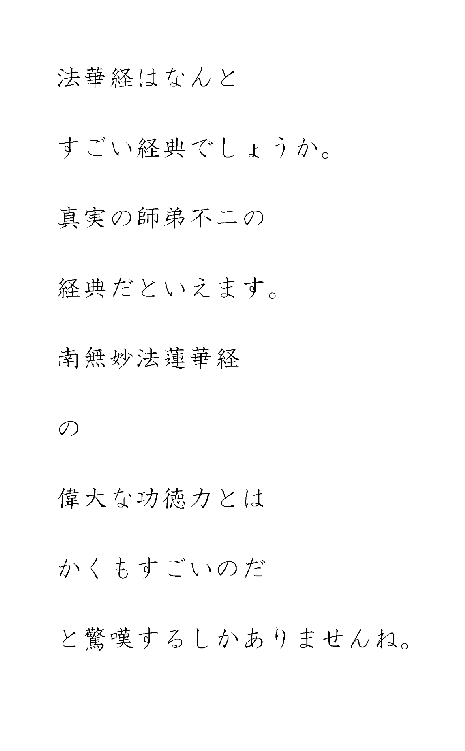 法華経はなんと
すごい経典でしょうか。
真実の師弟不二の
経典だといえます。
南無妙法蓮華経
の
偉大な功徳力とは
かくもすごいのだ
と驚嘆するしかありませんね。